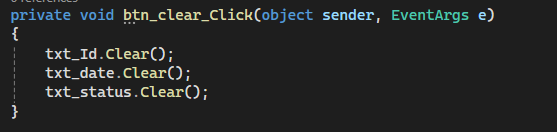 private void btn_clear_Click(object sender, EventArgs e)
{
txt_Id.Clear();
txt_date.Clear();
txt_status.Clear();
}